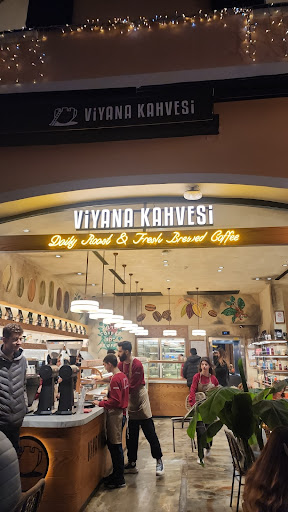 ViYANA KAHVESi
ViYANA KAHVESi
Daily Roast & Fresh Brewed Coffee